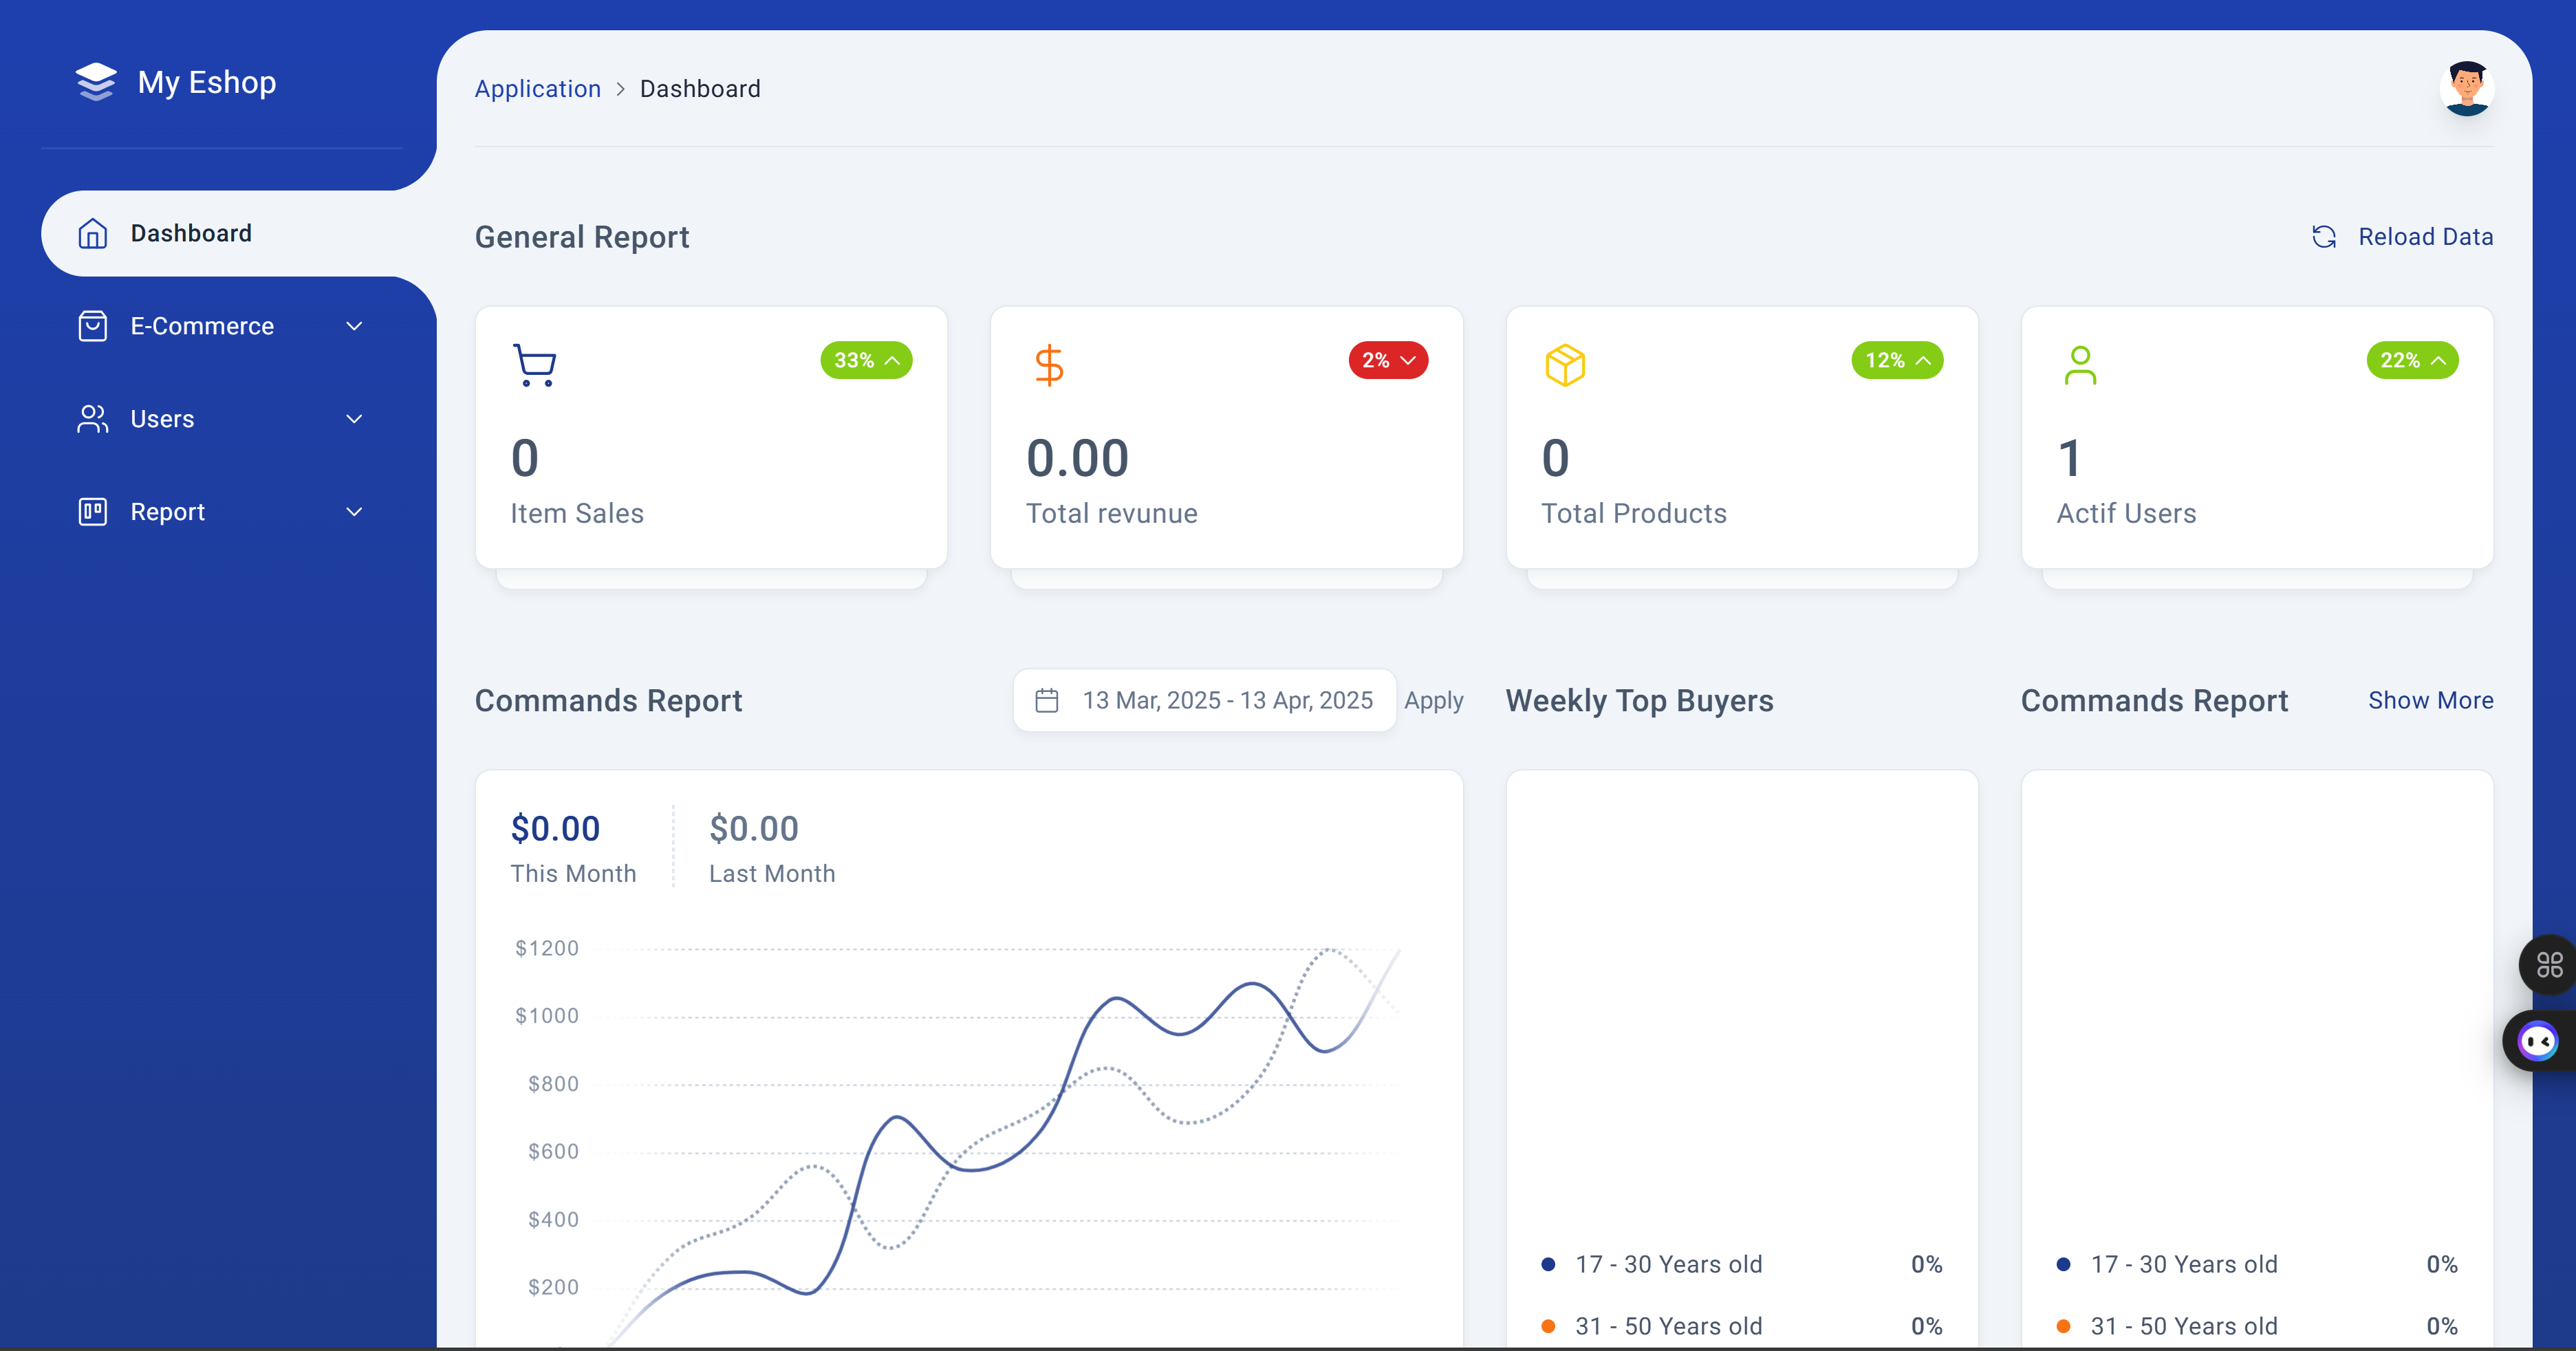 My Eshop
Application > Dashboard
Dashboard
E-Commerce
Users
Report
General Report
Reload Data
33%
0
Item Sales
2%
0.00
Total revunue
12%
0
Total Products
22%
1
Actif Users
Commands Report
13 Mar, 2025 - 13 Apr, 2025
Apply
$0.00
This Month
$0.00
Last Month
$1200
$1000
$800
$600
$400
$200
Weekly Top Buyers
17 - 30 Years old 0%
31 - 50 Years old 0%
Commands Report
Show More
17 - 30 Years old 0%
31 - 50 Years old 0%